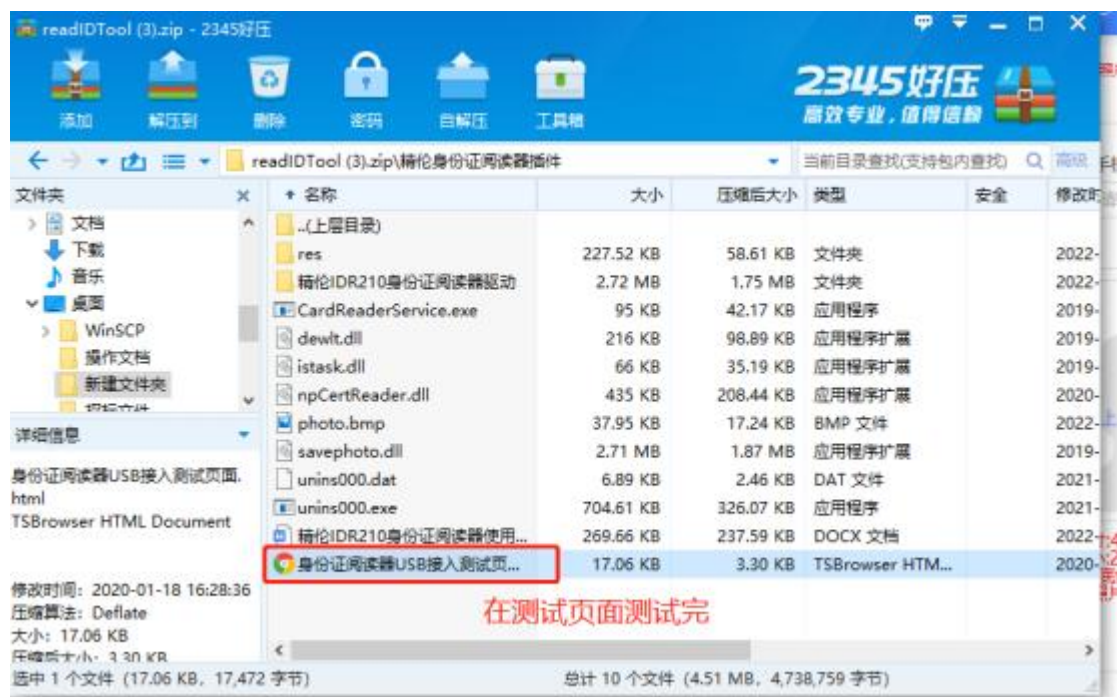 readIDTool (3).zip - 2345好压
添加 解压到 删除 密码 自解压 工具箱
2345好压
高效专业，值得信赖
readIDTool (3).zip\精伦身份证阅读器插件 当前目录查找(支持包内查找) 高级
文件夹 名称 大小 压缩后大小 类型 安全 修改时
文档
下载
音乐
桌面
WinSCP
操作文档
新建文件夹
招标文件
..(上层目录)
res 227.52 KB 58.61 KB 文件夹 2022-
精伦IDR210身份证阅读器驱动 2.72 MB 1.75 MB 文件夹 2022-
CardReaderService.exe 95 KB 42.17 KB 应用程序 2019-
dewlt.dll 216 KB 98.89 KB 应用程序扩展 2019-
istask.dll 66 KB 35.19 KB 应用程序扩展 2019-
npCertReader.dll 435 KB 208.44 KB 应用程序扩展 2020-
photo.bmp 37.95 KB 17.24 KB BMP 文件 2022-
savephoto.dll 2.71 MB 1.87 MB 应用程序扩展 2019-
unins000.dat 6.89 KB 2.46 KB DAT 文件 2021-
unins000.exe 704.61 KB 326.07 KB 应用程序 2021-
精伦IDR210身份证阅读器使用... 269.66 KB 237.59 KB DOCX 文档 2022-
身份证阅读器USB接入测试页... 17.06 KB 3.30 KB TSBrowser HTM... 2020-
在测试页面测试完
详细信息
身份证阅读器USB接入测试页面.
html
TSBrowser HTML Document
修改时间: 2020-01-18 16:28:36
压缩算法: Deflate
大小: 17.06 KB
压缩后大小: 3.30 KB
选中 1 个文件 (17.06 KB, 17,472 字节) 总计 10 个文件 (4.51 MB, 4,738,759 字节)